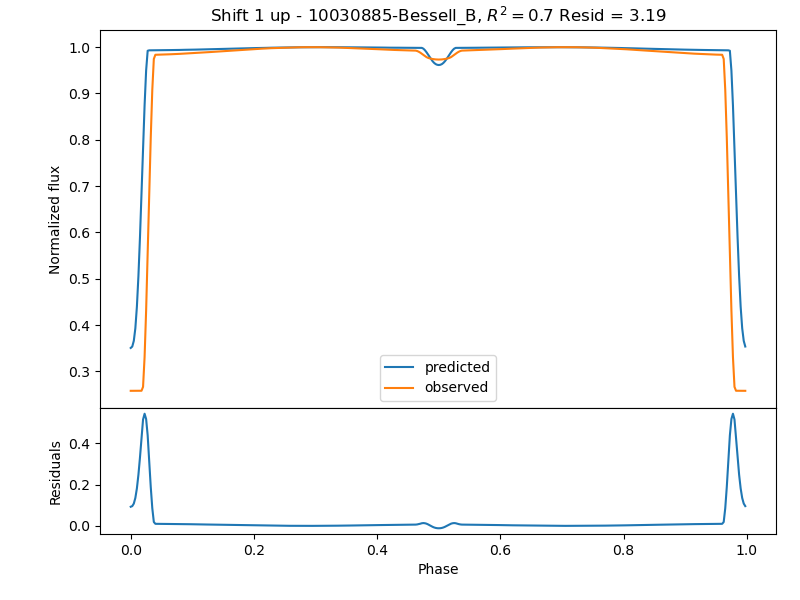 Shift 1 up - 10030885-Bessell_B, $R^2 = 0.7$ Resid = 3.19
Normalized flux
1.0
0.9
0.8
0.7
0.6
0.5
0.4
0.3
predicted
observed
Residuals
0.4
0.2
0.0
0.0
0.2
0.4
0.6
0.8
1.0
Phase